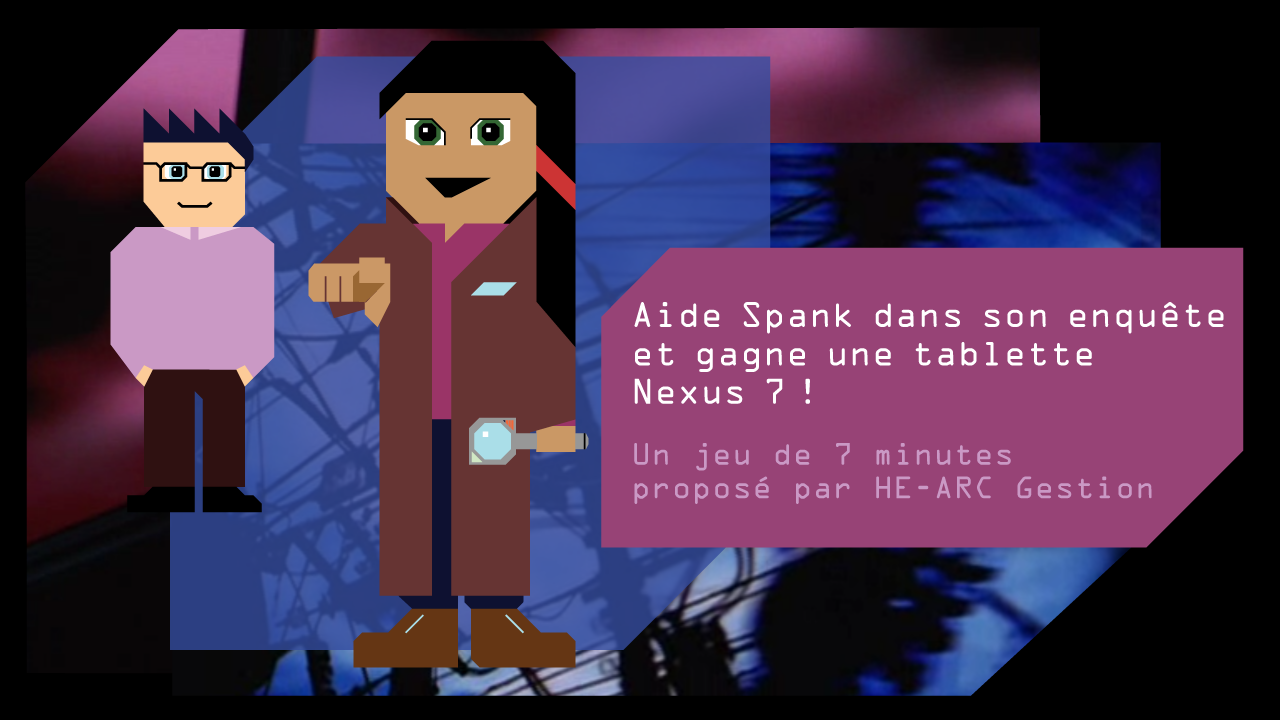 Aide Spank dans son enquête
et gagne une tablette
Nexus 7 !
Un jeu de 7 minutes
proposé par HE-ARC Gestion